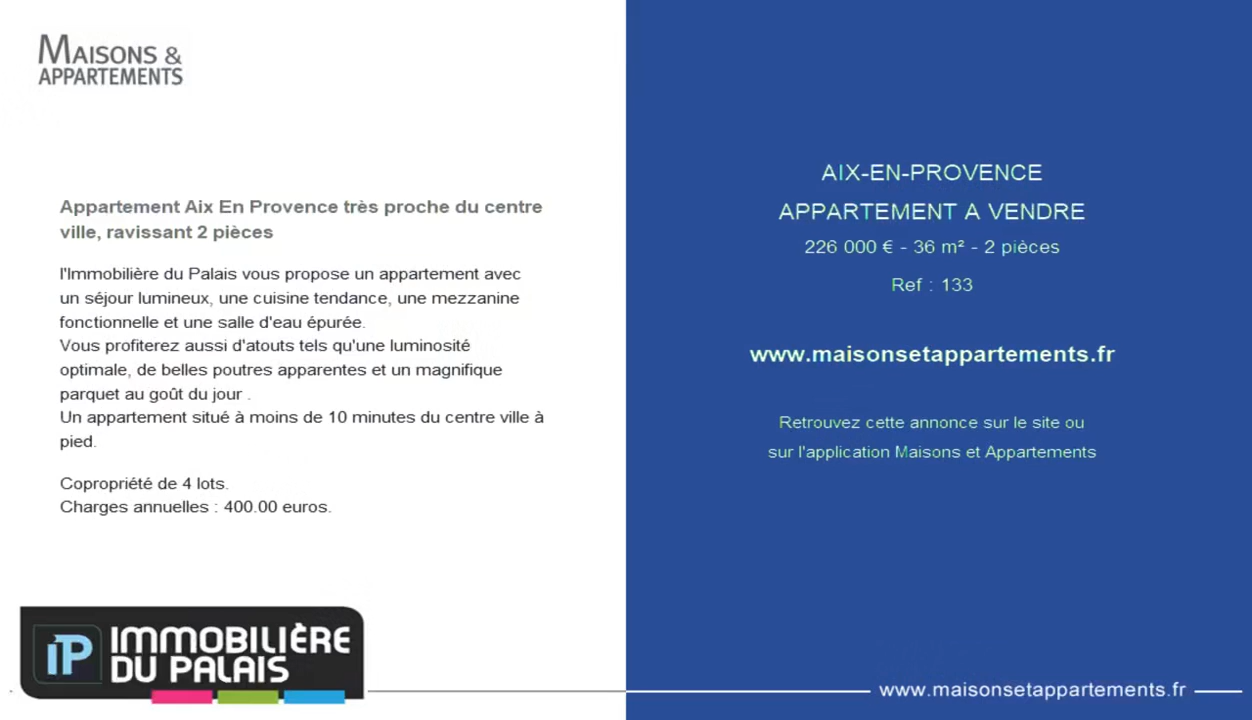 MAISONS &
APPARTEMENTS
Appartement Aix En Provence très proche du centre
ville, ravissant 2 pièces
l'Immobilière du Palais vous propose un appartement avec
un séjour lumineux, une cuisine tendance, une mezzanine
fonctionnelle et une salle d'eau épurée.
Vous profiterez aussi d'atouts tels qu'une luminosité
optimale, de belles poutres apparentes et un magnifique
parquet au goût du jour .
Un appartement situé à moins de 10 minutes du centre ville à
pied.
Copropriété de 4 lots.
Charges annuelles : 400.00 euros.
iP IMMOBILIÈRE
DU PALAIS
AIX-EN-PROVENCE
APPARTEMENT A VENDRE
226 000 € - 36 m² - 2 pièces
Ref : 133
www.maisonsetappartements.fr
Retrouvez cette annonce sur le site ou
sur l'application Maisons et Appartements
www.maisonsetappartements.fr